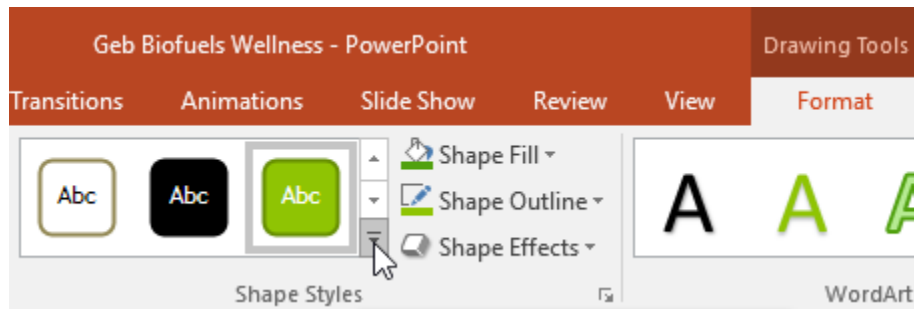 Geb Biofuels Wellness - PowerPoint
Drawing Tools
Transitions Animations Slide Show Review View Format
Abc Abc Abc
Shape Fill
Shape Outline
Shape Effects
A A A
Shape Styles
WordArt